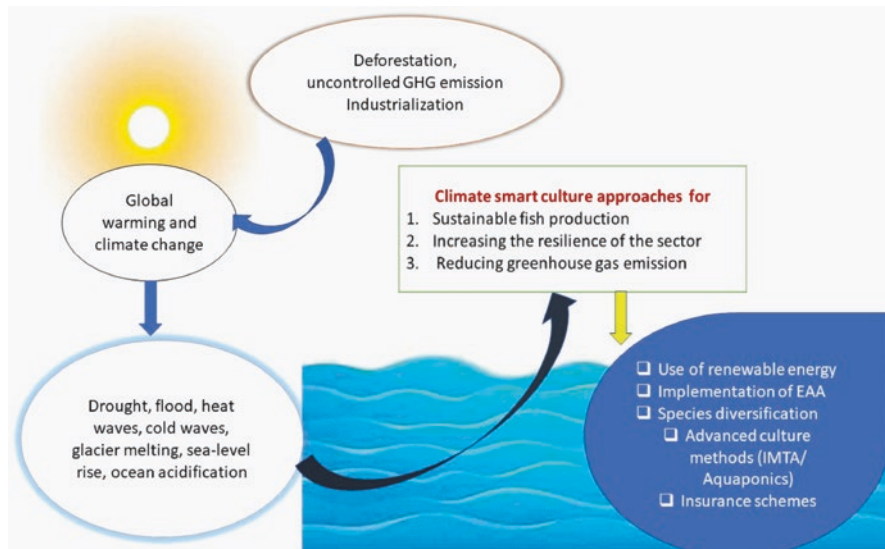 Deforestation,
uncontrolled GHG emission
Industrialization
Global
warming and
climate change
Drought, flood, heat
waves, cold waves,
glacier melting, sea-level
rise, ocean acidification
Climate smart culture approaches for
1. Sustainable fish production
2. Increasing the resilience of the sector
3. Reducing greenhouse gas emission
❑ Use of renewable energy
❑ Implementation of EAA
❑ Species diversification
❑ Advanced culture
methods (IMTA/
Aquaponics)
❑ Insurance schemes